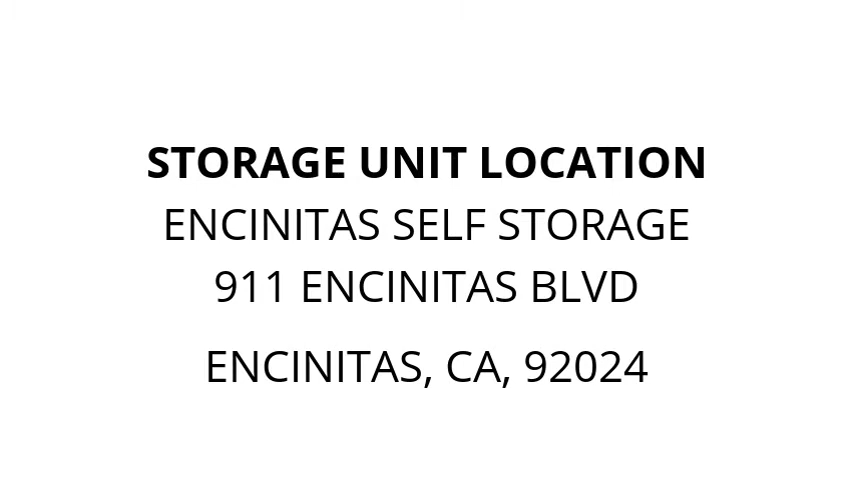 STORAGE UNIT LOCATION
ENCINITAS SELF STORAGE
911 ENCINITAS BLVD
ENCINITAS, CA, 92024